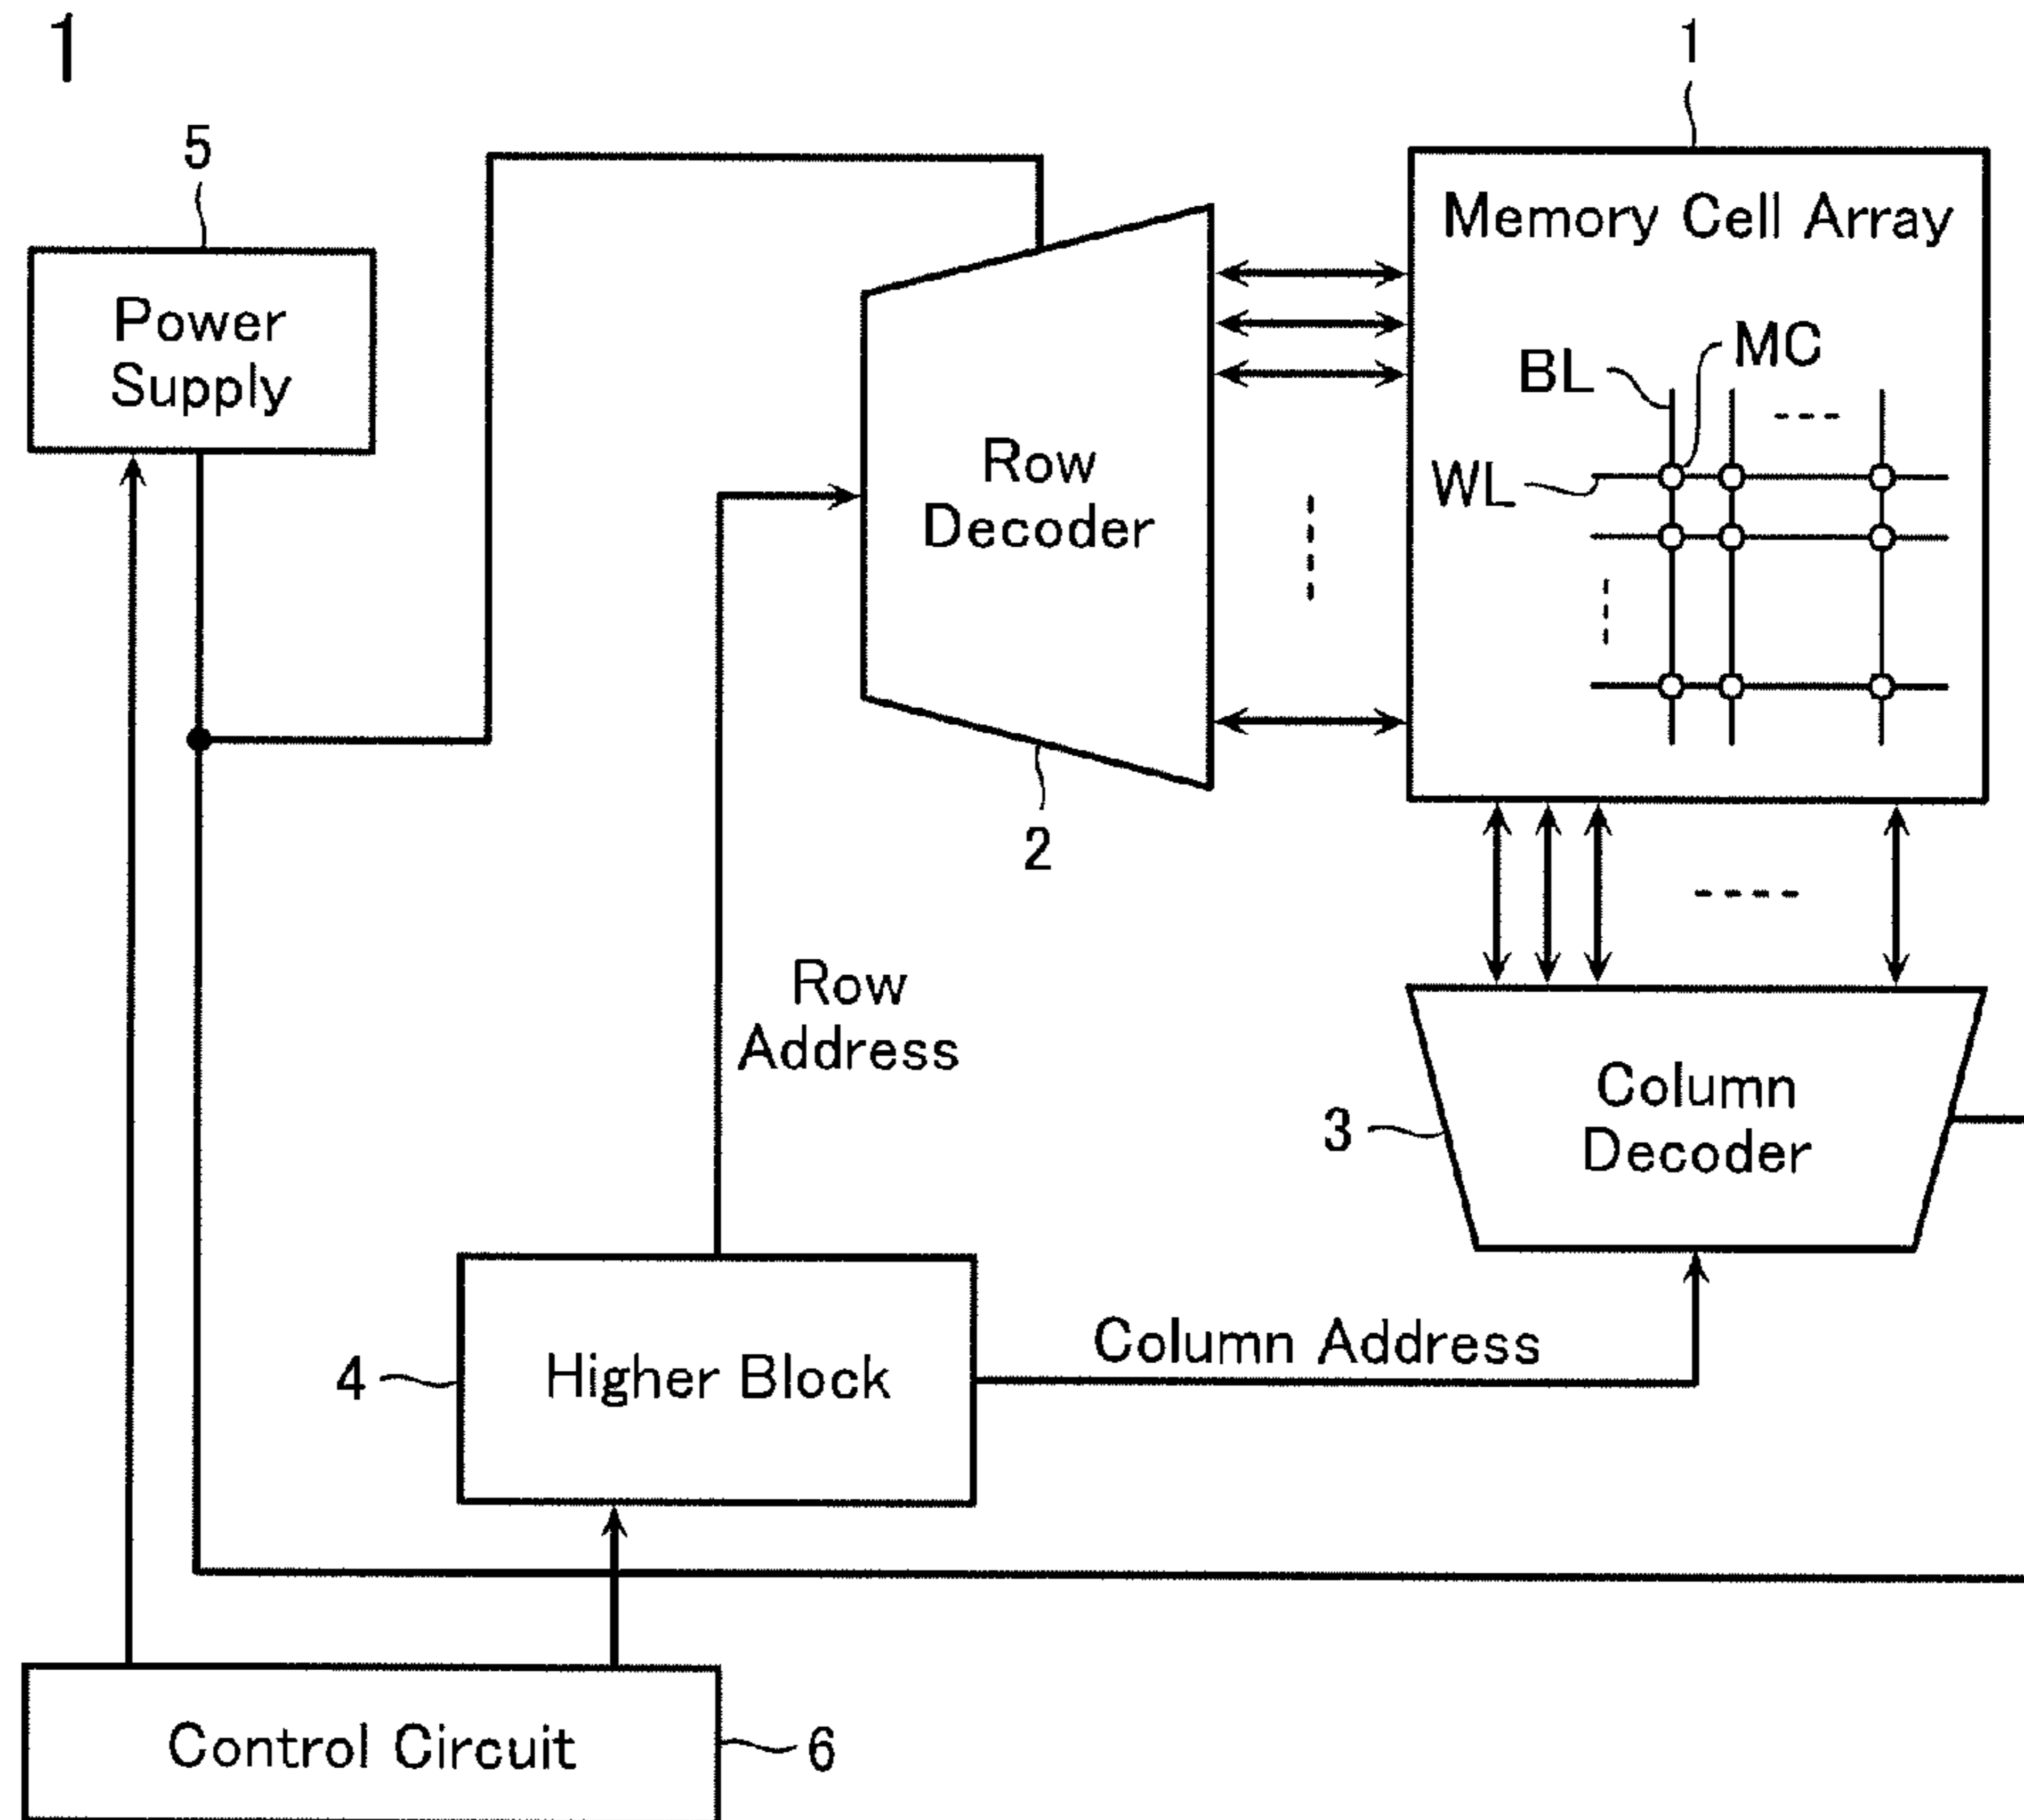 1
1
5
Memory Cell Array
Power
Supply
MC
BL
WL
Row
Decoder
2
Row
Address
Column
Decoder
3
Column Address
4
Higher Block
Control Circuit
6